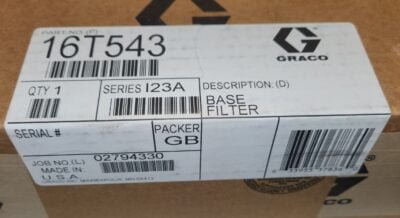 PART NO.(P)
16T543
GRACO
QTY 1
SERIES I23A
DESCRIPTION: (D)
BASE
FILTER
SERIAL #
PACKER
GB
JOB NO.(L) 02794330
MADE IN:
U.S.A.